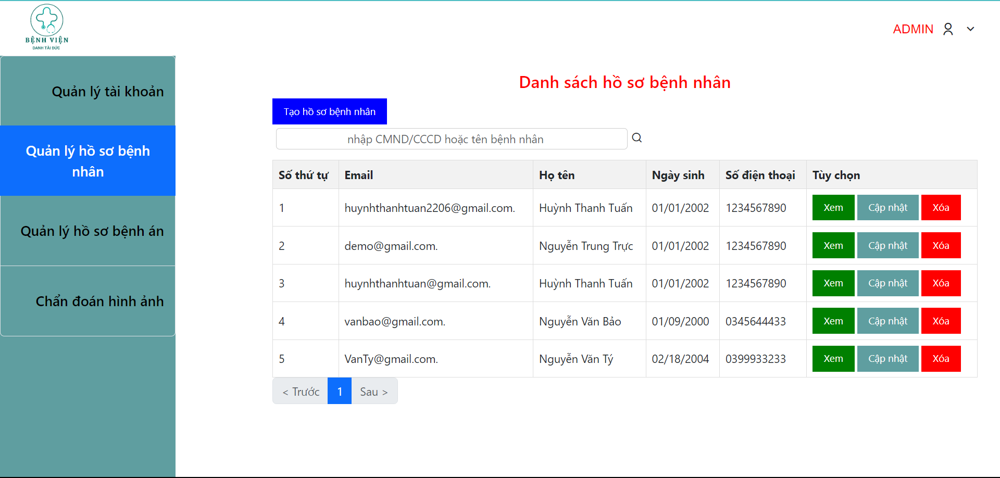 BỆNH VIỆN
DANH TÀI ĐỨC
ADMIN
Quản lý tài khoản
Quản lý hồ sơ bệnh
nhân
Quản lý hồ sơ bệnh án
Chẩn đoán hình ảnh
Danh sách hồ sơ bệnh nhân
Tạo hồ sơ bệnh nhân
nhập CMND/CCCD hoặc tên bệnh nhân
Số thứ tự Email Họ tên Ngày sinh Số điện thoại Tùy chọn
1 huynhthanhtuan2206@gmail.com. Huỳnh Thanh Tuấn 01/01/2002 1234567890 Xem Cập nhật Xóa
2 demo@gmail.com. Nguyễn Trung Trực 01/01/2002 1234567890 Xem Cập nhật Xóa
3 huynhthanhtuan@gmail.com. Huỳnh Thanh Tuấn 01/01/2002 1234567890 Xem Cập nhật Xóa
4 vanbao@gmail.com. Nguyễn Văn Bảo 01/09/2000 0345644433 Xem Cập nhật Xóa
5 VanTy@gmail.com. Nguyễn Văn Tý 02/18/2004 0399933233 Xem Cập nhật Xóa
< Trước 1 Sau >